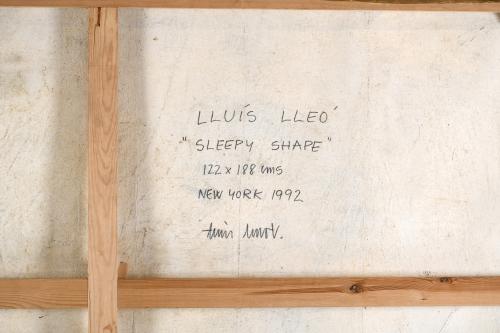 LLUÍS LLEÓ
"SLEEPY SHAPE"
122 x 188 cms
NEW YORK 1992